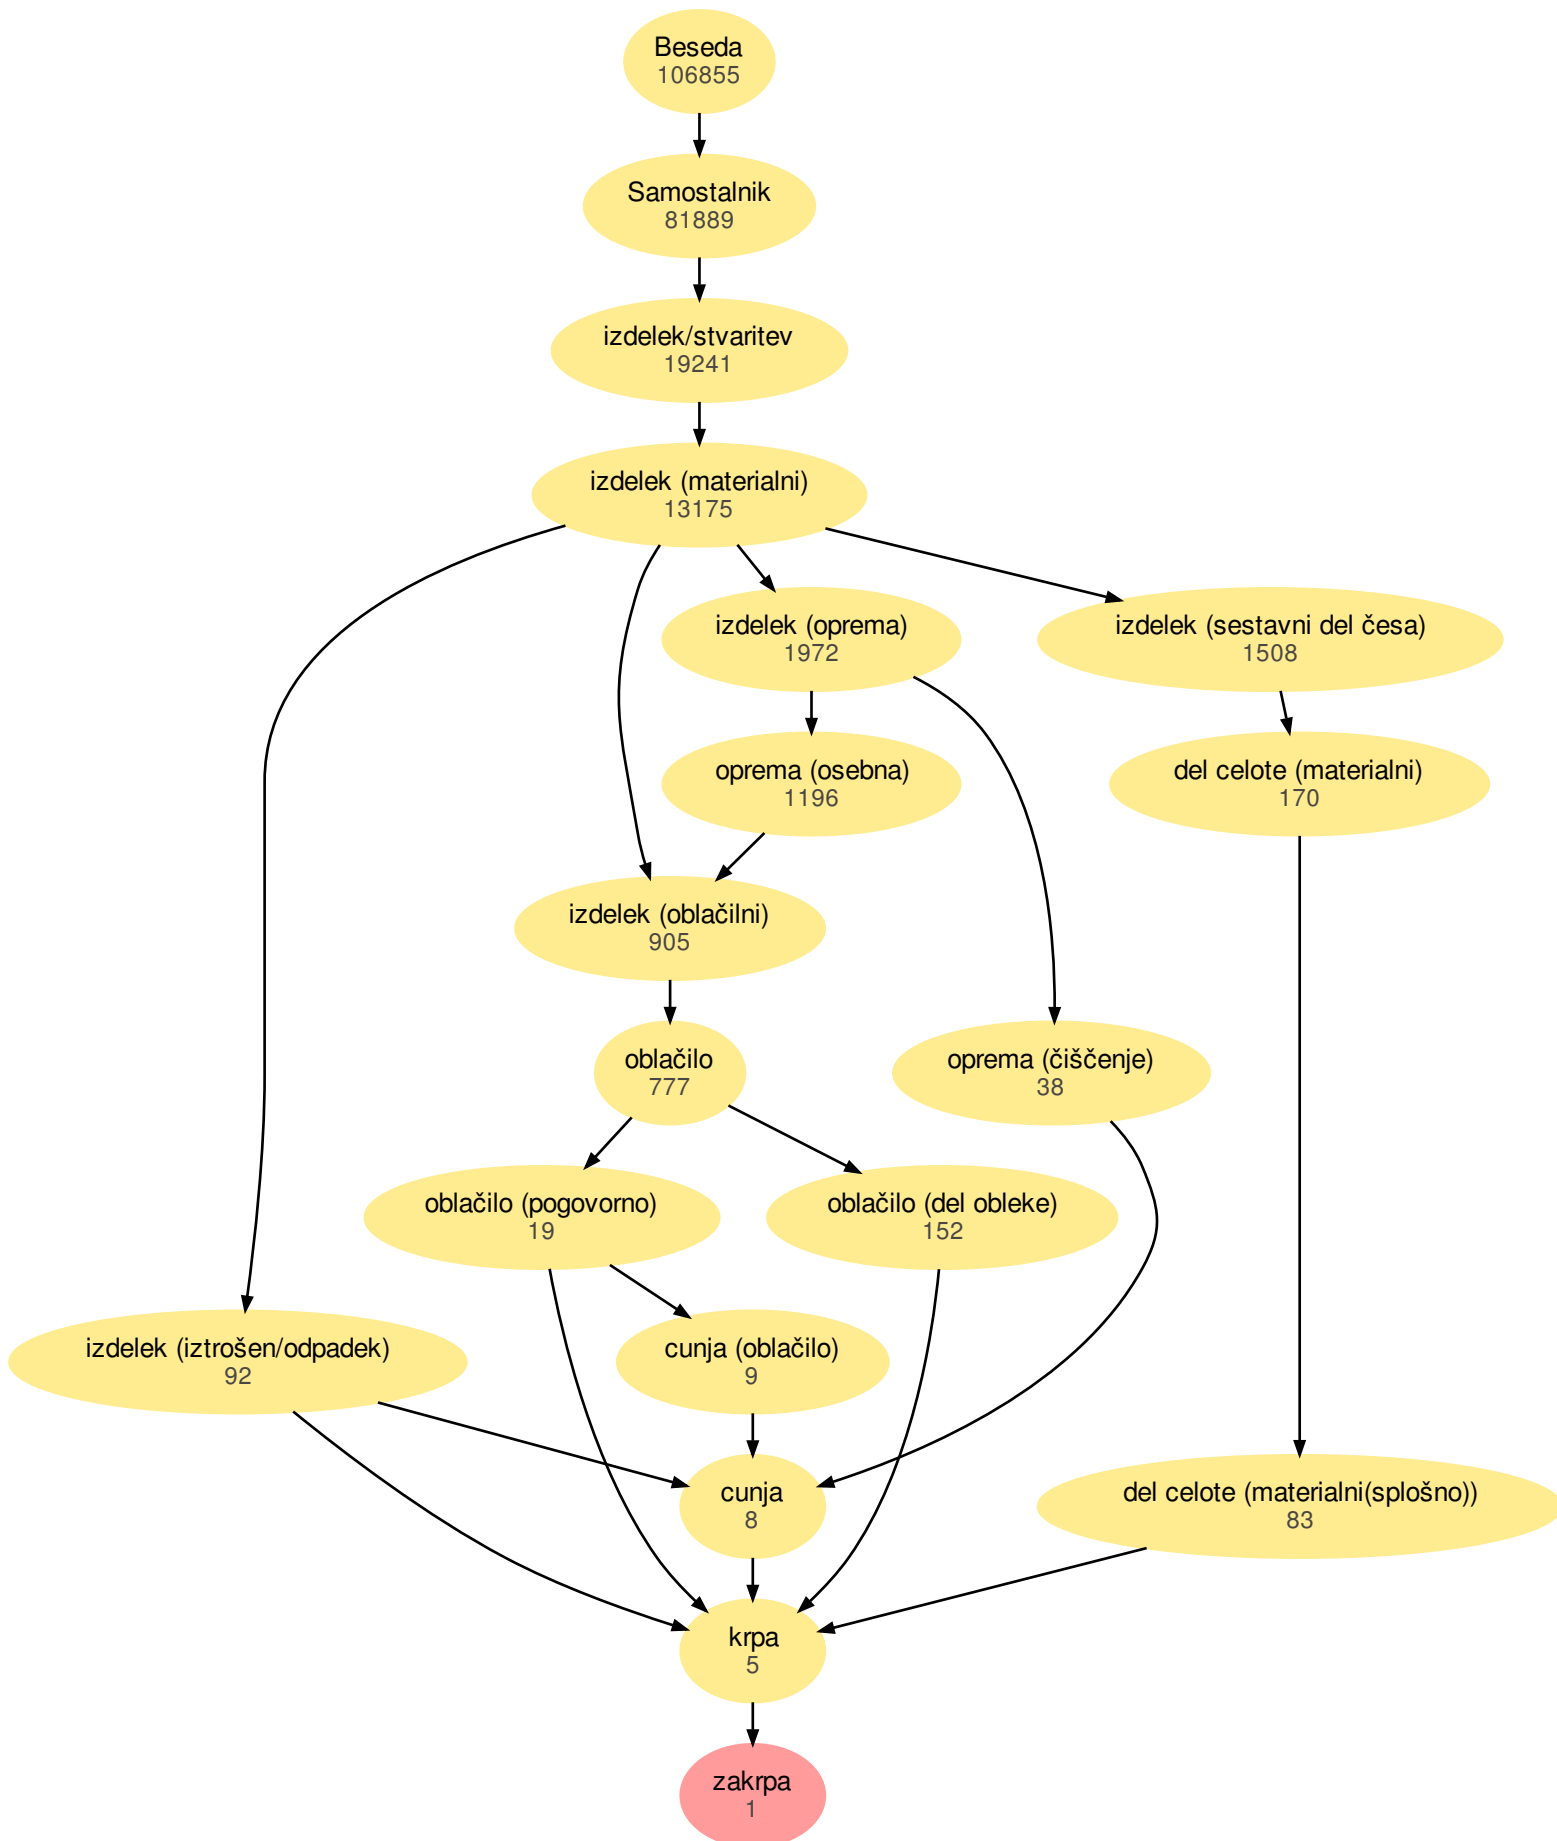 Beseda
106855
Samostalnik
81889
izdelek/stvaritev
19241
izdelek (materialni)
13175
izdelek (oprema)
1972
izdelek (sestavni del česa)
1508
oprema (osebna)
1196
del celote (materialni)
170
izdelek (oblačilni)
905
oblačilo
777
oprema (čiščenje)
38
oblačilo (pogovorno)
19
oblačilo (del obleke)
152
izdelek (iztrošen/odpadek)
92
cunja (oblačilo)
9
cunja
8
del celote (materialni(splošno))
83
krpa
5
zakrpa
1